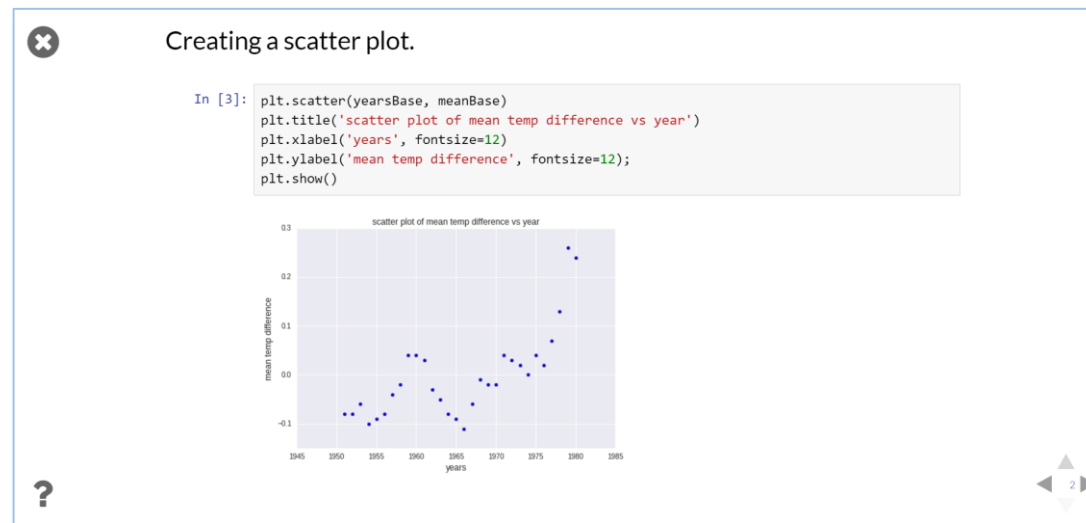 Creating a scatter plot.
In [3]: plt.scatter(yearsBase, meanBase)
plt.title('scatter plot of mean temp difference vs year')
plt.xlabel('years', fontsize=12)
plt.ylabel('mean temp difference', fontsize=12);
plt.show()
scatter plot of mean temp difference vs year
0.3
0.2
0.1
0.0
−0.1
mean temp difference
1945 1950 1955 1960 1965 1970 1975 1980 1985
years
?
2